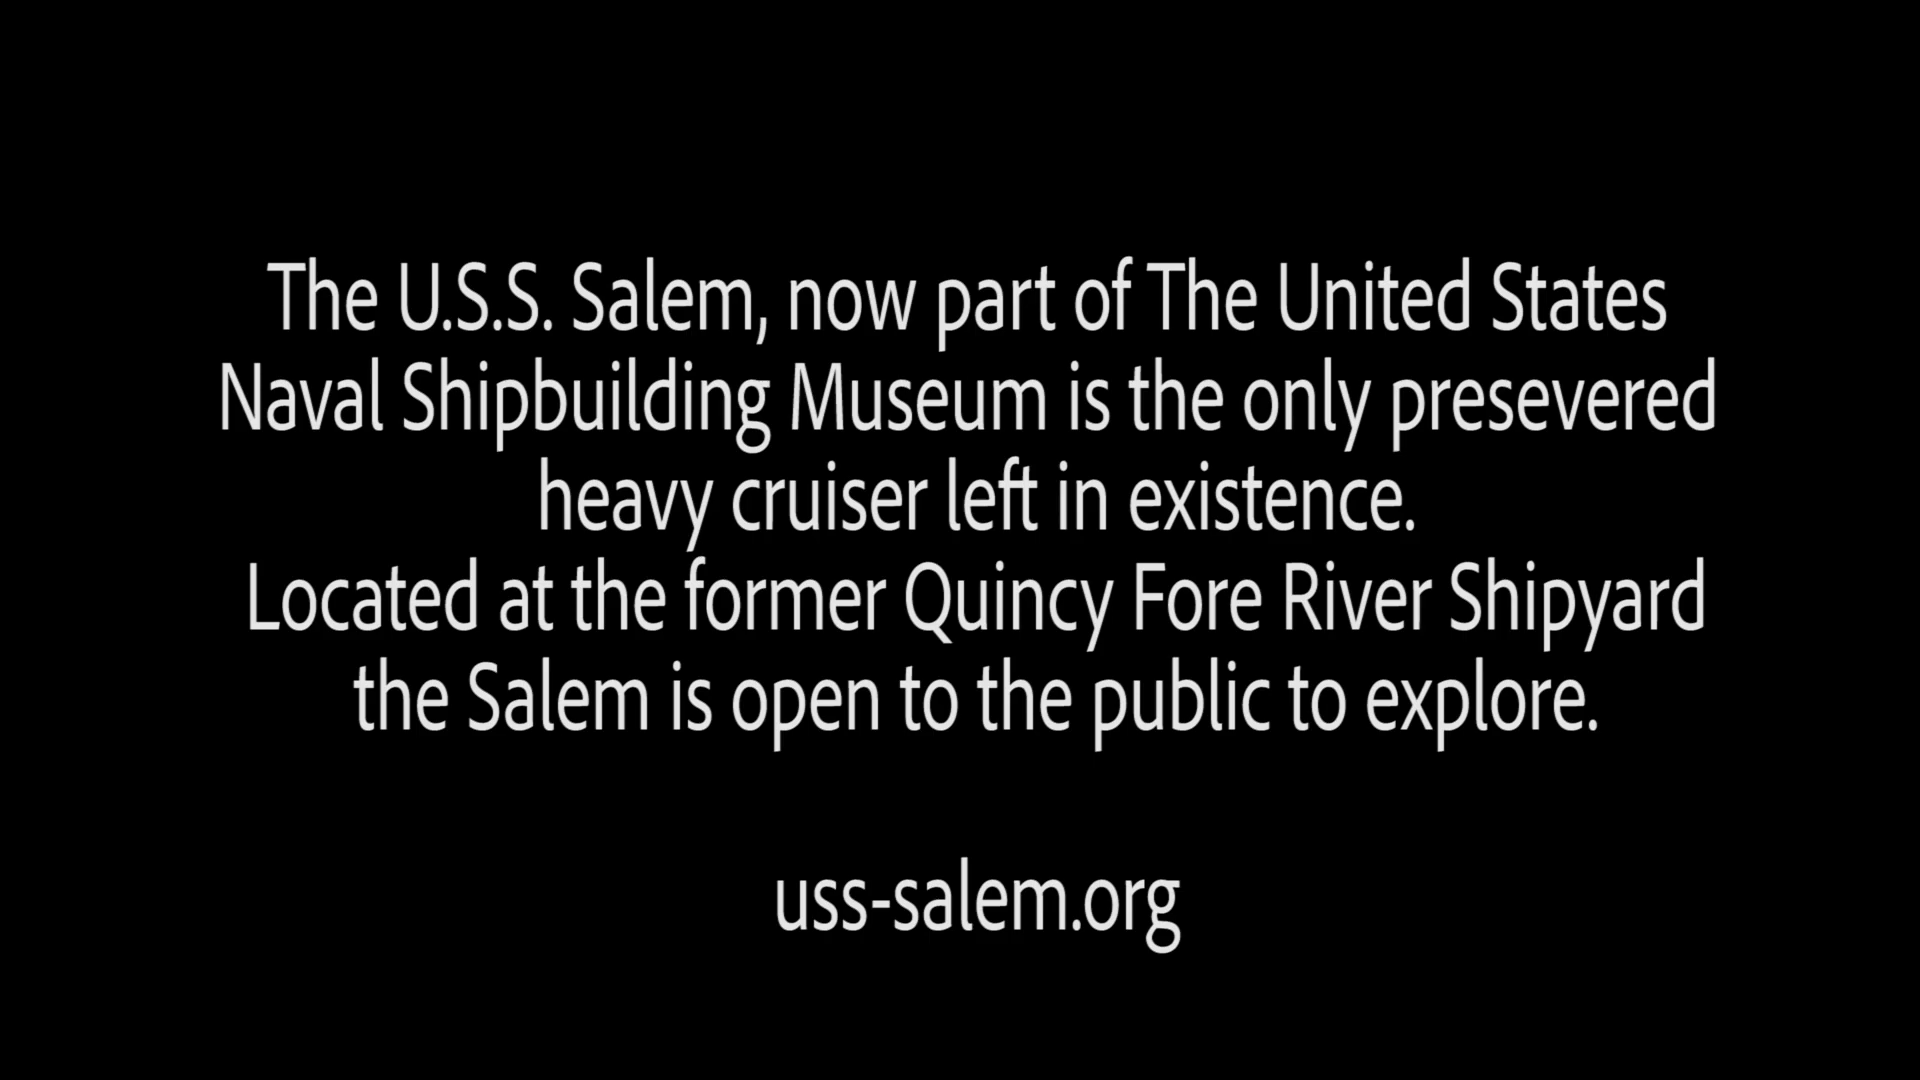 The U.S.S. Salem, now part of The United States
Naval Shipbuilding Museum is the only presevered
heavy cruiser left in existence.
Located at the former Quincy Fore River Shipyard
the Salem is open to the public to explore.
uss-salem.org